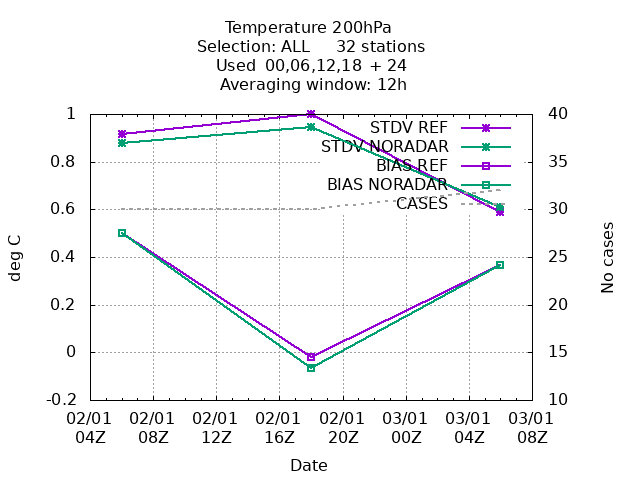 Temperature 200hPa
Selection: ALL 32 stations
Used 00,06,12,18 + 24
Averaging window: 12h
1
0.8
0.6
0.4
0.2
0
-0.2
deg C
STDV REF
STDV NORADAR
BIAS REF
BIAS NORADAR
CASES
40
35
30
25
20
15
10
No cases
02/01 02/01 02/01 02/01 02/01 03/01 03/01 03/01
04Z 08Z 12Z 16Z 20Z 00Z 04Z 08Z
Date